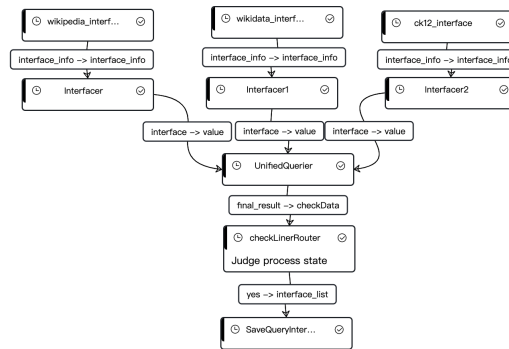 wikipedia_interf...
wikidata_interf...
ck12_interface
interface_info -> interface_info
interface_info -> interface_info
interface_info -> interface_info
Interfacer
Interfacer1
Interfacer2
interface -> value
interface -> value
interface -> value
UnifiedQuerier
final_result -> checkData
checkLinerRouter
Judge process state
yes -> interface_list
SaveQueryInter...